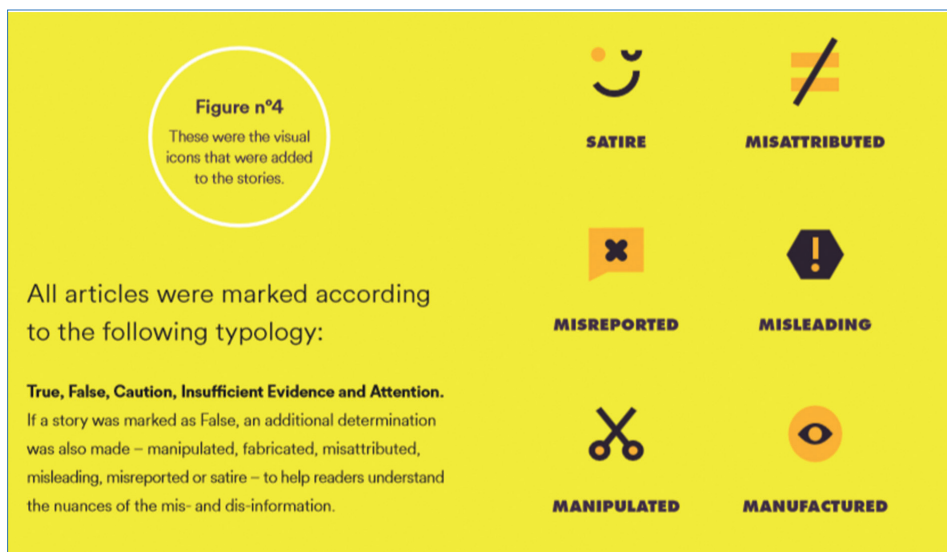 Figure nº4
These were the visual
icons that were added
to the stories.
All articles were marked according
to the following typology:
True, False, Caution, Insufficient Evidence and Attention.
If a story was marked as False, an additional determination
was also made – manipulated, fabricated, misattributed,
misleading, misreported or satire – to help readers understand
the nuances of the mis- and dis-information.
SATIRE
MISATTRIBUTED
MISREPORTED
MISLEADING
MANIPULATED
MANUFACTURED